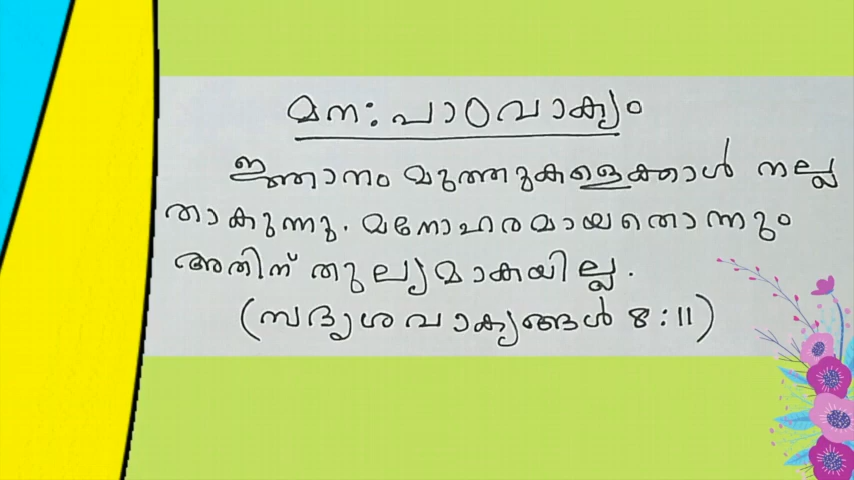 മന:പാഠവാക്യം
ജ്ഞാനം മുത്തുകളെക്കാൾ നല്ല
താകുന്നു. മനോഹരമായതൊന്നും
അതിന് തുല്യമാകയില്ല.
(സദൃശവാക്യങ്ങൾ 8:11)